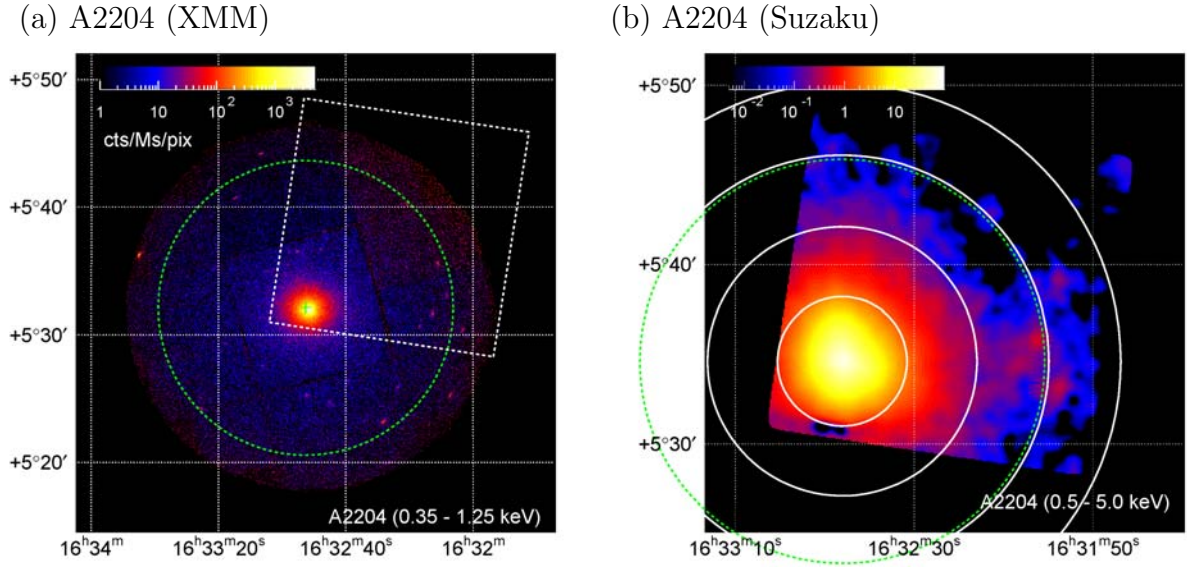 (a) A2204 (XMM)
+5°50′
+5°40′
+5°30′
+5°20′
1 10 10² 10³
cts/Ms/pix
A2204 (0.35 - 1.25 keV)
16ʰ34ᵐ 16ʰ33ᵐ20ˢ 16ʰ32ᵐ40ˢ 16ʰ32ᵐ
(b) A2204 (Suzaku)
+5°50′
+5°40′
+5°30′
10⁻² 10⁻¹ 1 10
A2204 (0.5 - 5.0 keV)
16ʰ33ᵐ10ˢ 16ʰ32ᵐ30ˢ 16ʰ31ᵐ50ˢ